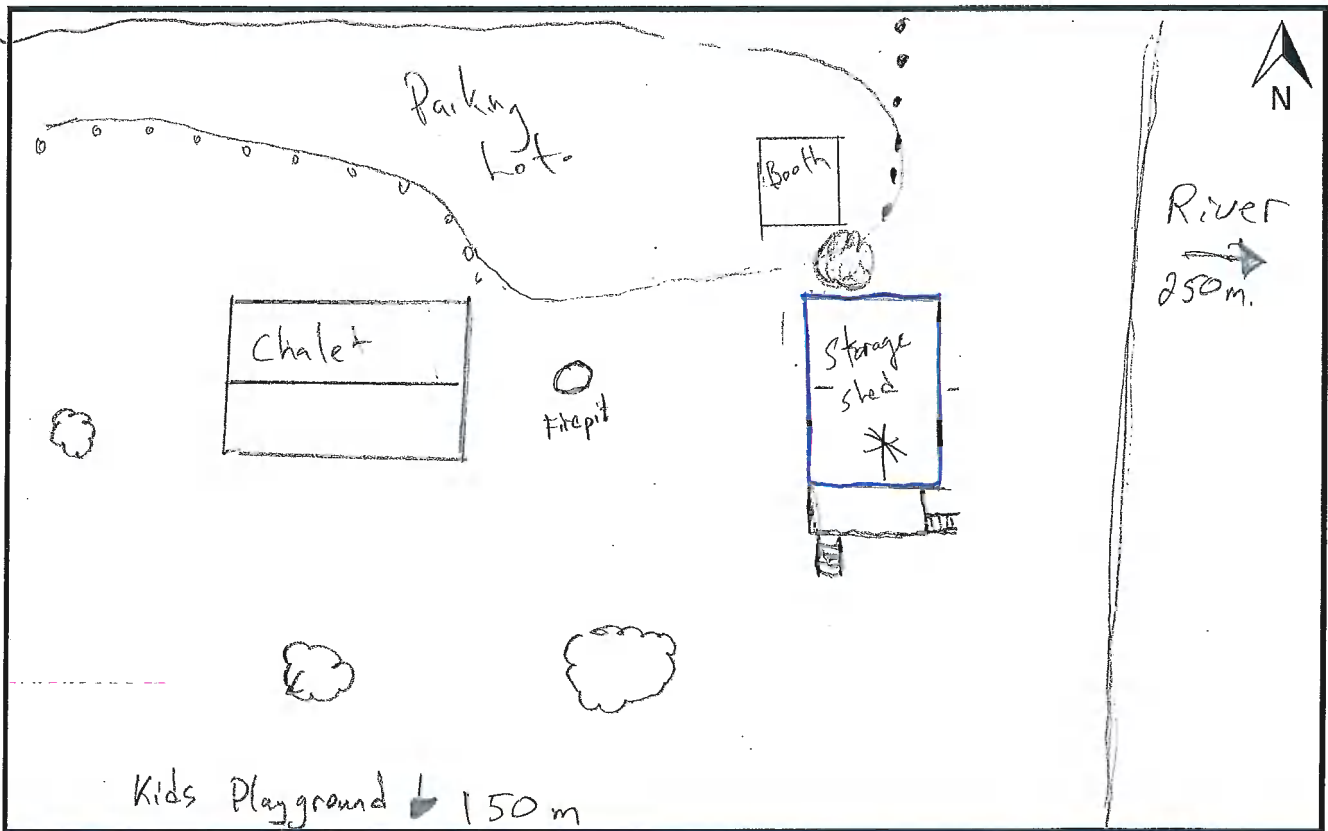 Parking
Lot.
N
Booth
River
250m.
Chalet
Storage
shed
Firepit
Kids Playground 150 m